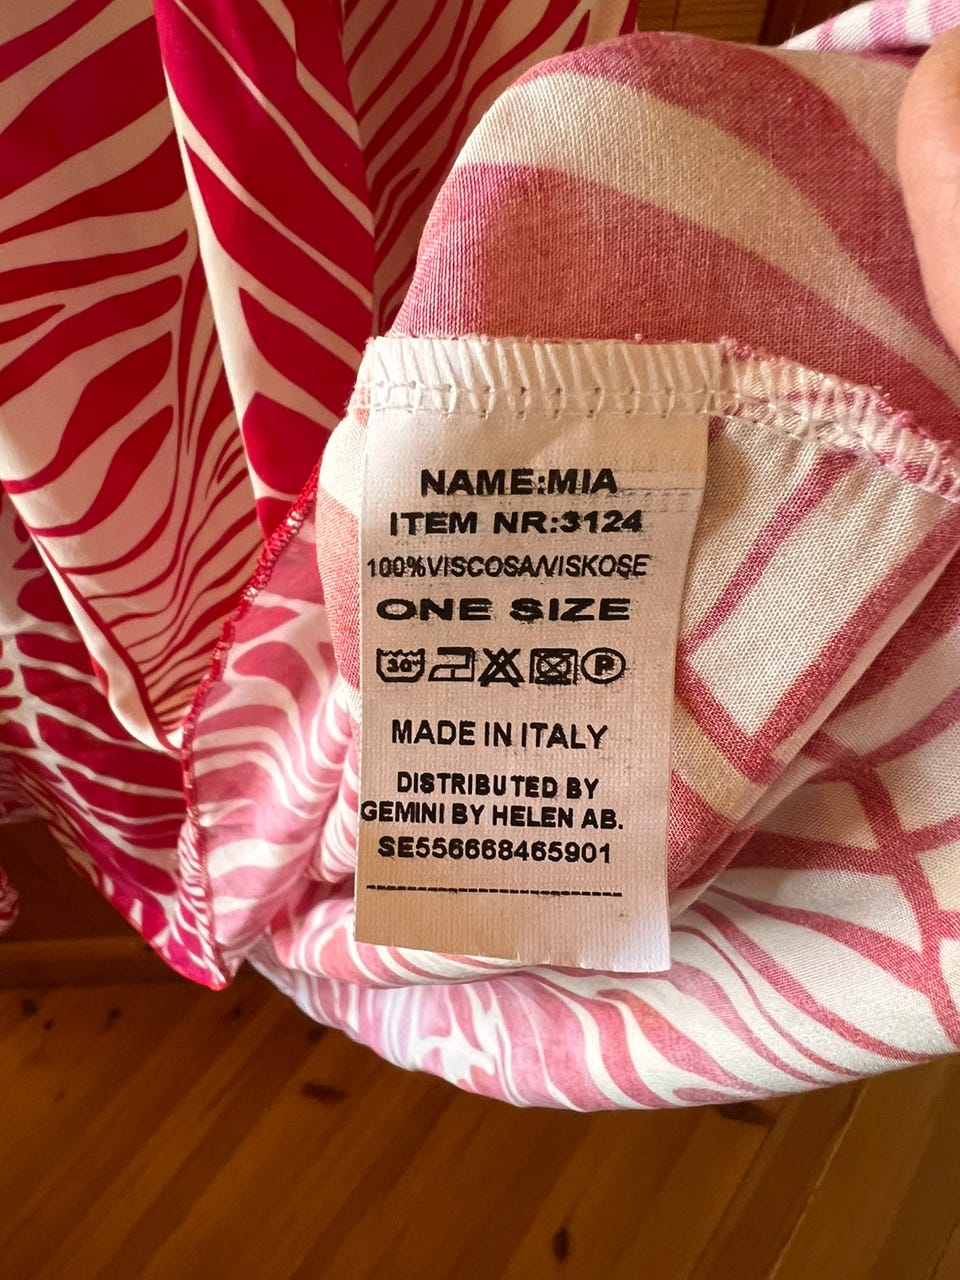 NAME:MIA
ITEM NR:3124
100%VISCOSA/VISKOSE
ONE SIZE
30° P
MADE IN ITALY
DISTRIBUTED BY
GEMINI BY HELEN AB.
SE556668465901